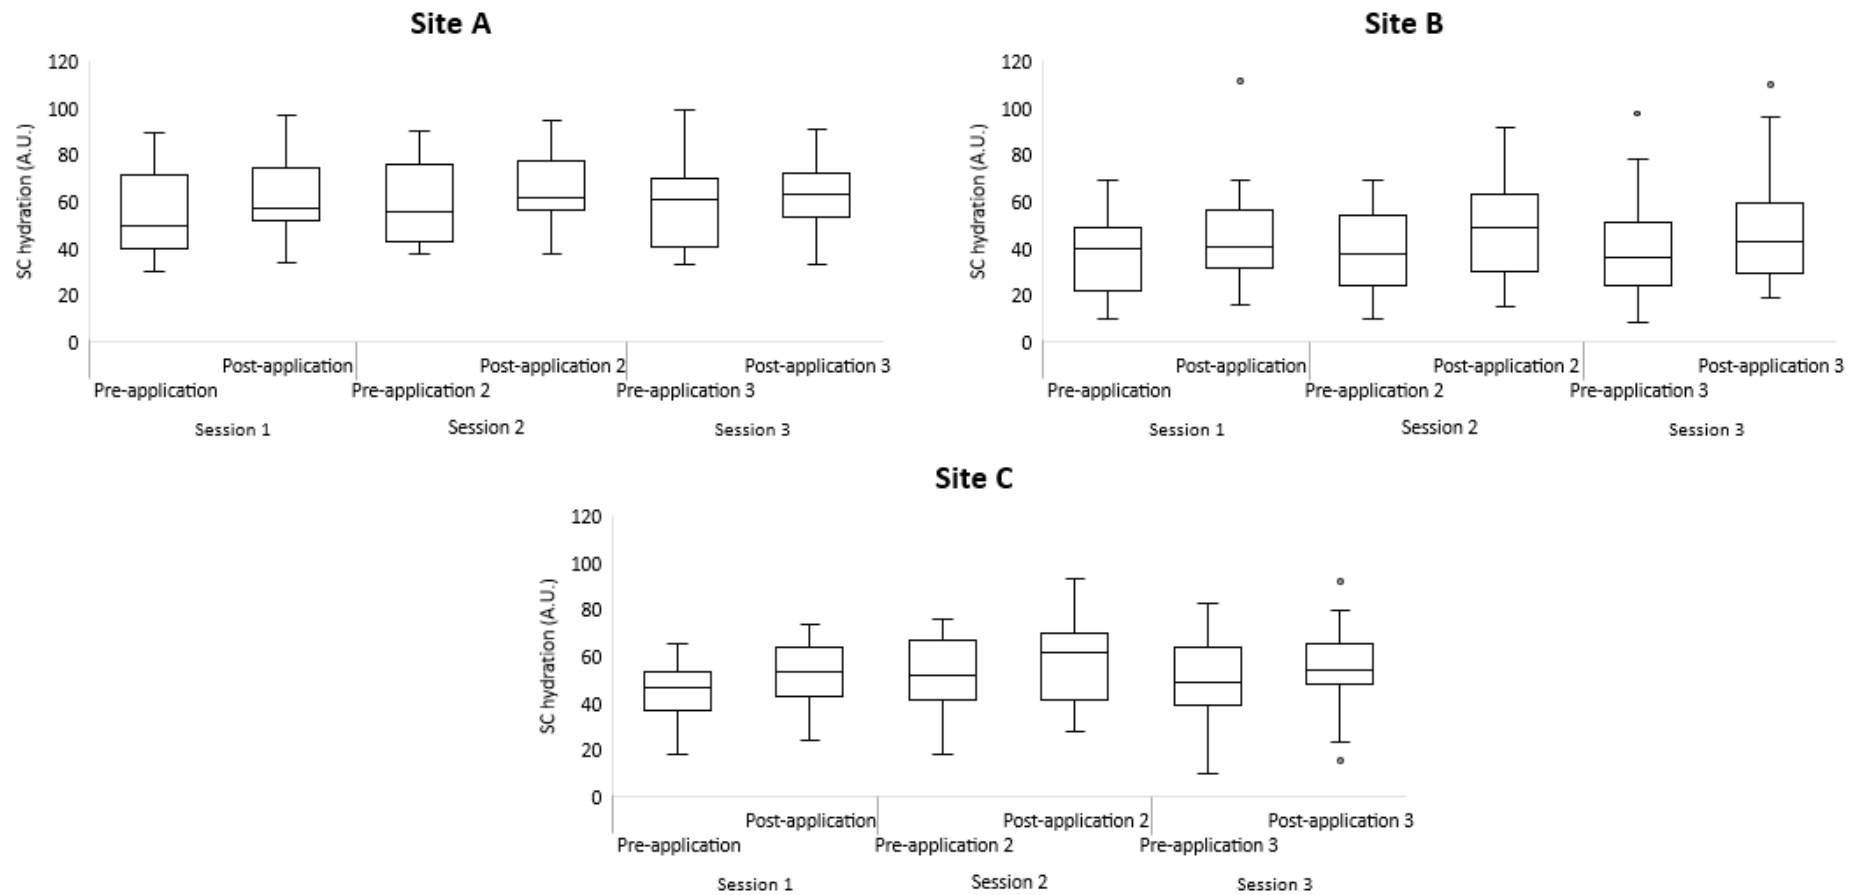 Site A
SC hydration (A.U.)
120
100
80
60
40
20
0
Post-application
Post-application 2
Post-application 3
Pre-application
Pre-application 2
Pre-application 3
Session 1
Session 2
Session 3
Site B
SC hydration (A.U.)
120
100
80
60
40
20
0
Post-application
Post-application 2
Post-application 3
Pre-application
Pre-application 2
Pre-application 3
Session 1
Session 2
Session 3
Site C
SC hydration (A.U.)
120
100
80
60
40
20
0
Post-application
Post-application 2
Post-application 3
Pre-application
Pre-application 2
Pre-application 3
Session 1
Session 2
Session 3